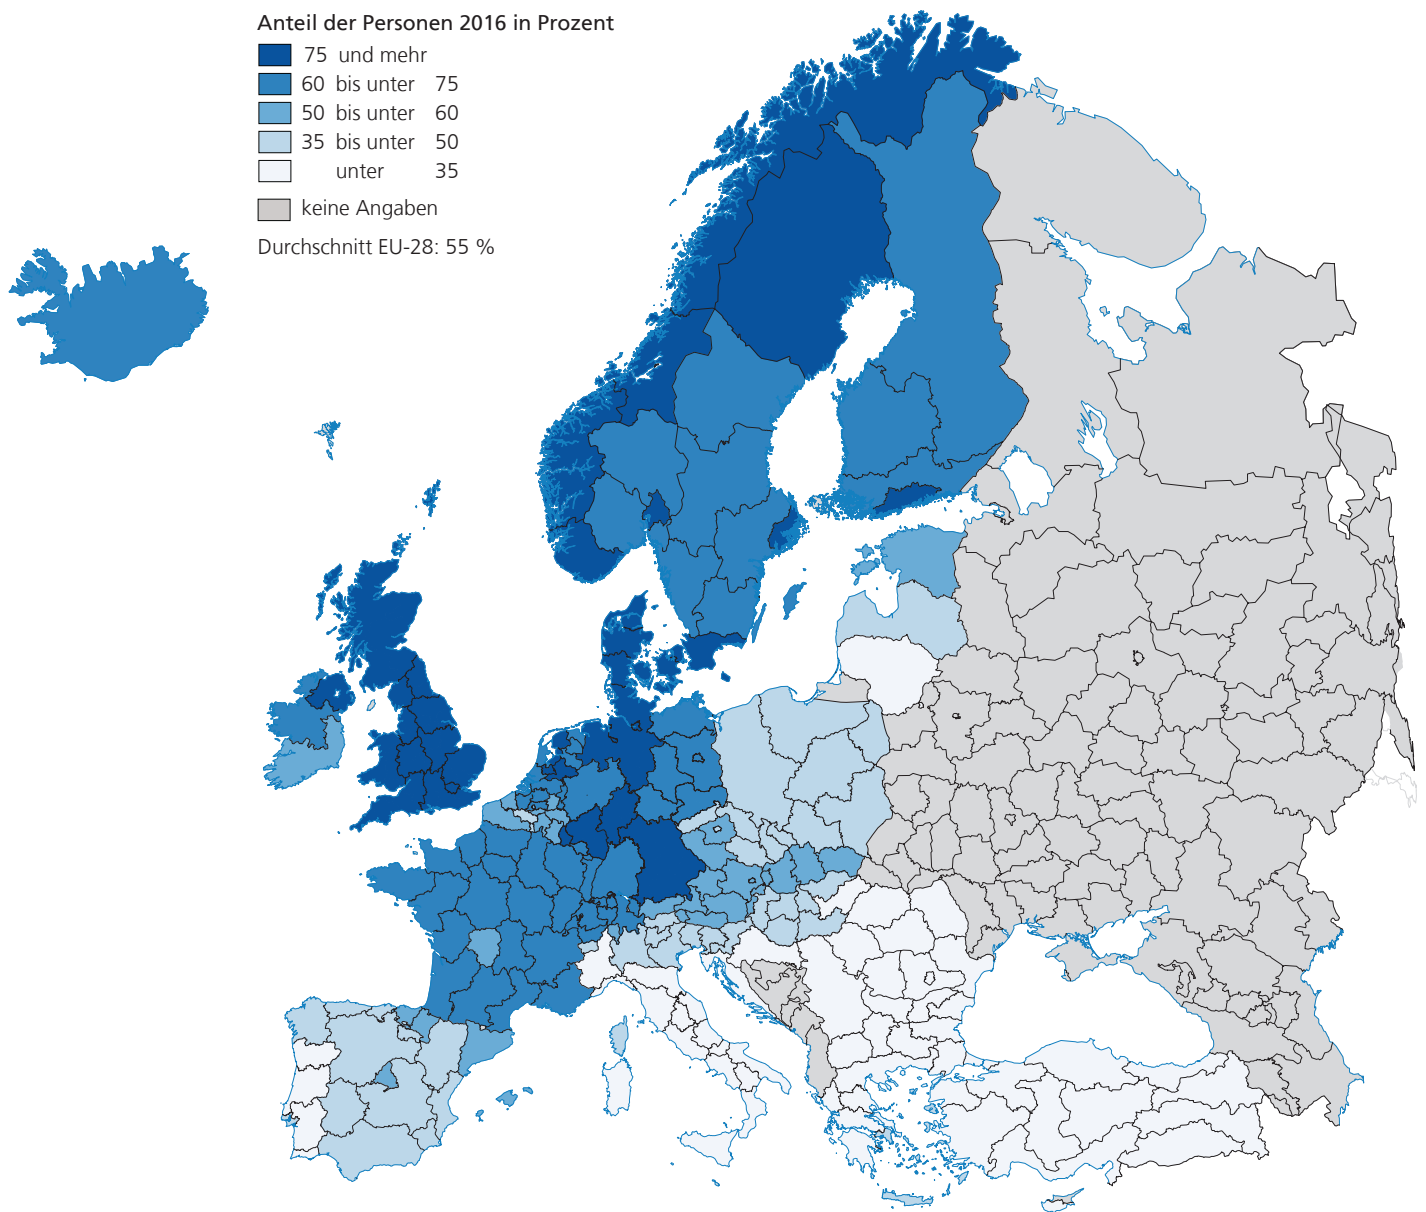 Anteil der Personen 2016 in Prozent
75 und mehr
60 bis unter 75
50 bis unter 60
35 bis unter 50
unter 35
keine Angaben
Durchschnitt EU-28: 55 %